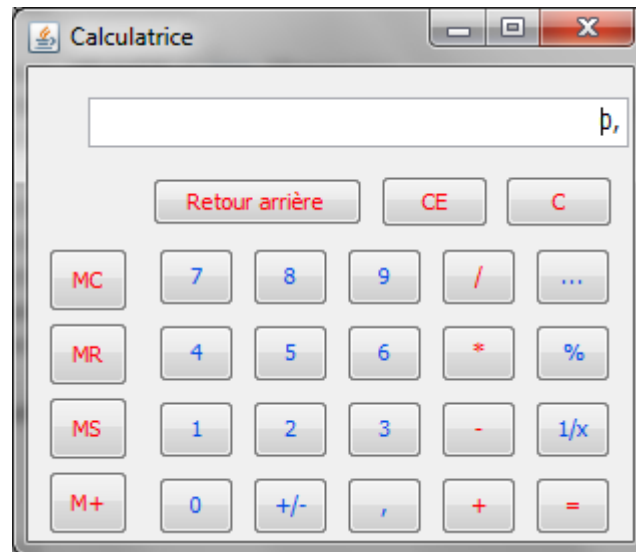 Calculatrice
0,
Retour arrière CE C
MC 7 8 9 / ...
MR 4 5 6 * %
MS 1 2 3 - 1/x
M+ 0 +/- , + =